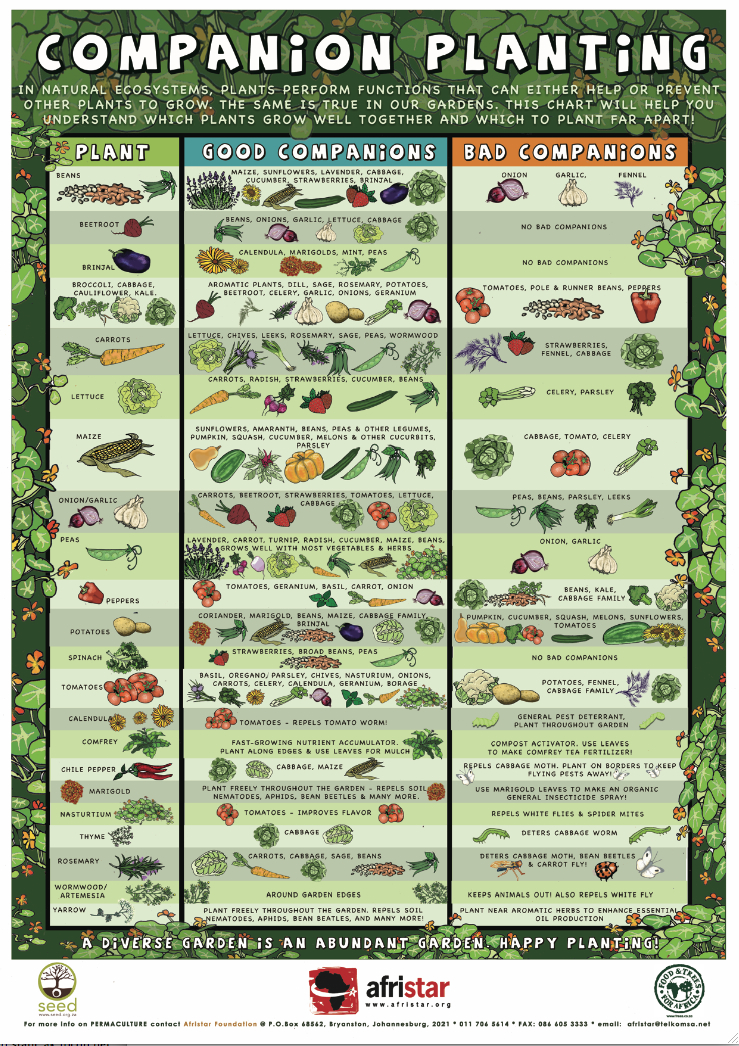 COMPANION PLANTING
IN NATURAL ECOSYSTEMS, PLANTS PERFORM FUNCTIONS THAT CAN EITHER HELP OR PREVENT
OTHER PLANTS TO GROW. THE SAME IS TRUE IN OUR GARDENS. THIS CHART WILL HELP YOU
UNDERSTAND WHICH PLANTS GROW WELL TOGETHER AND WHICH TO PLANT FAR APART!
PLANT
GOOD COMPANIONS
BAD COMPANIONS
BEANS
MAIZE, SUNFLOWERS, LAVENDER, CABBAGE,
CUCUMBER, STRAWBERRIES, BRINJAL
ONION GARLIC, FENNEL
BEETROOT
BEANS, ONIONS, GARLIC, LETTUCE, CABBAGE
NO BAD COMPANIONS
BRINJAL
CALENDULA, MARIGOLDS, MINT, PEAS
NO BAD COMPANIONS
BROCCOLI, CABBAGE,
CAULIFLOWER, KALE,
AROMATIC PLANTS, DILL, SAGE, ROSEMARY, POTATOES,
BEETROOT, CELERY, GARLIC, ONIONS, GERANIUM
TOMATOES, POLE & RUNNER BEANS, PEPPERS
CARROTS
LETTUCE, CHIVES, LEEKS, ROSEMARY, SAGE, PEAS, WORMWOOD
STRAWBERRIES,
FENNEL, CABBAGE
LETTUCE
CARROTS, RADISH, STRAWBERRIES, CUCUMBER, BEANS
CELERY, PARSLEY
MAIZE
SUNFLOWERS, AMARANTH, BEANS, PEAS & OTHER LEGUMES,
PUMPKIN, SQUASH, CUCUMBER, MELONS & OTHER CUCURBITS,
PARSLEY
CABBAGE, TOMATO, CELERY
ONION/GARLIC
CARROTS, BEETROOT, STRAWBERRIES, TOMATOES, LETTUCE,
CABBAGE
PEAS, BEANS, PARSLEY, LEEKS
PEAS
LAVENDER, CARROT, TURNIP, RADISH, CUCUMBER, MAIZE, BEANS,
GROWS WELL WITH MOST VEGETABLES & HERBS
ONION, GARLIC
PEPPERS
TOMATOES, GERANIUM, BASIL, CARROT, ONION
BEANS, KALE,
CABBAGE FAMILY
POTATOES
CORIANDER, MARIGOLD, BEANS, MAIZE, CABBAGE FAMILY,
BRINJAL
PUMPKIN, CUCUMBER, SQUASH, MELONS, SUNFLOWERS,
TOMATOES
SPINACH
STRAWBERRIES, BROAD BEANS, PEAS
NO BAD COMPANIONS
TOMATOES
BASIL, OREGANO/PARSLEY, CHIVES, NASTURTIUM, ONIONS,
CARROTS, CELERY, CALENDULA, GERANIUM, BORAGE
POTATOES, FENNEL,
CABBAGE FAMILY
CALENDULA
TOMATOES - REPELS TOMATO WORM!
GENERAL PEST DETERRANT,
PLANT THROUGHOUT GARDEN
COMFREY
FAST-GROWING NUTRIENT ACCUMULATOR.
PLANT ALONG EDGES & USE LEAVES FOR MULCH
COMPOST ACTIVATOR. USE LEAVES
TO MAKE COMFREY TEA FERTILIZER!
CHILE PEPPER
CABBAGE, MAIZE
REPELS CABBAGE MOTH. PLANT ON BORDERS TO KEEP
FLYING PESTS AWAY!
MARIGOLD
PLANT FREELY THROUGHOUT THE GARDEN - REPELS SOIL
NEMATODES, APHIDS, BEAN BEETLES & MANY MORE.
USE MARIGOLD LEAVES TO MAKE AN ORGANIC
GENERAL INSECTICIDE SPRAY!
NASTURTIUM
TOMATOES - IMPROVES FLAVOR
REPELS WHITE FLIES & SPIDER MITES
THYME
CABBAGE
DETERS CABBAGE WORM
ROSEMARY
CARROTS, CABBAGE, SAGE, BEANS
DETERS CABBAGE MOTH, BEAN BEETLES
& CARROT FLY!
WORMWOOD/
ARTEMESIA
AROUND GARDEN EDGES
KEEPS ANIMALS OUT! ALSO REPELS WHITE FLY
YARROW
PLANT FREELY THROUGHOUT THE GARDEN. REPELS SOIL
NEMATODES, APHIDS, BEAN BEATLES, AND MANY MORE!
PLANT NEAR AROMATIC HERBS TO ENHANCE ESSENTIAL
OIL PRODUCTION
A DIVERSE GARDEN IS AN ABUNDANT GARDEN. HAPPY PLANTING!
seed
www.seed.org.za
afristar
www.afristar.org
FOOD & TREES
FOR AFRICA
For more info on PERMACULTURE contact Afristar Foundation @ P.O.Box 68562, Bryanston, Johannesburg, 2021 * 011 706 5614 * FAX: 086 605 3333 * email: afristar@telkomsa.net